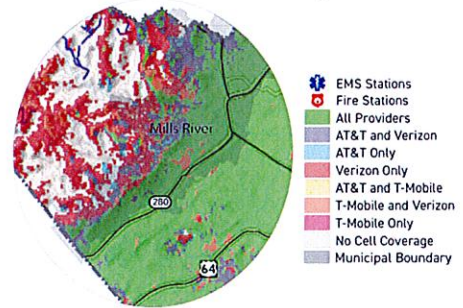 Mills River
280
64
EMS Stations
Fire Stations
All Providers
AT&T and Verizon
AT&T Only
Verizon Only
AT&T and T-Mobile
T-Mobile and Verizon
T-Mobile Only
No Cell Coverage
Municipal Boundary